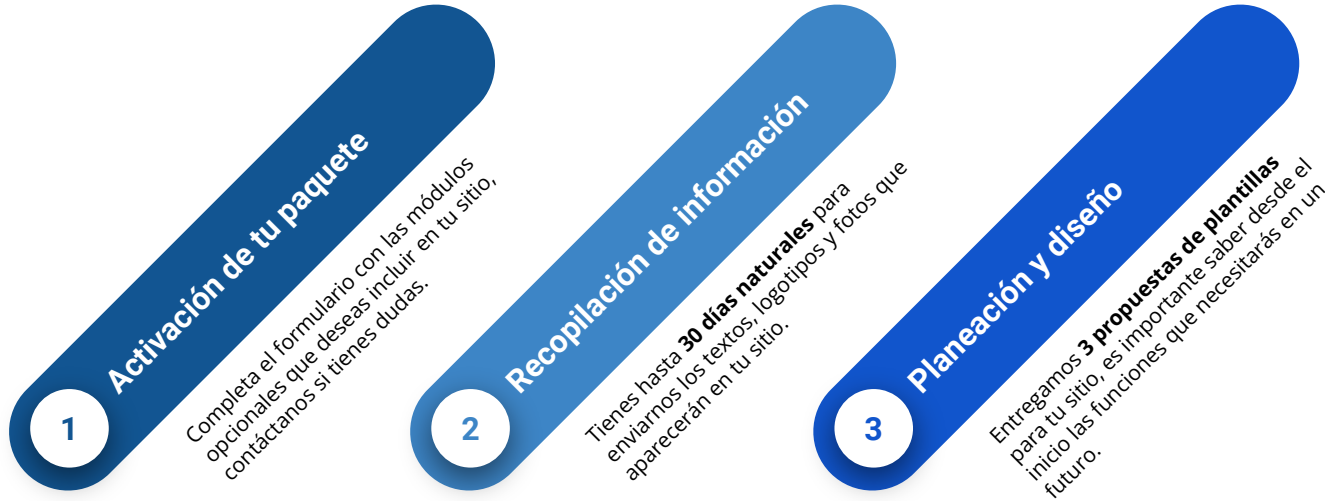 1
Activación de tu paquete
Completa el formulario con las módulos
opcionales que deseas incluir en tu sitio,
contáctanos si tienes dudas.
2
Recopilación de información
Tienes hasta 30 días naturales para
enviarnos los textos, logotipos y fotos que
aparecerán en tu sitio.
3
Planeación y diseño
Entregamos 3 propuestas de plantillas
para tu sitio, es importante saber desde el
inicio las funciones que necesitarás en un
futuro.